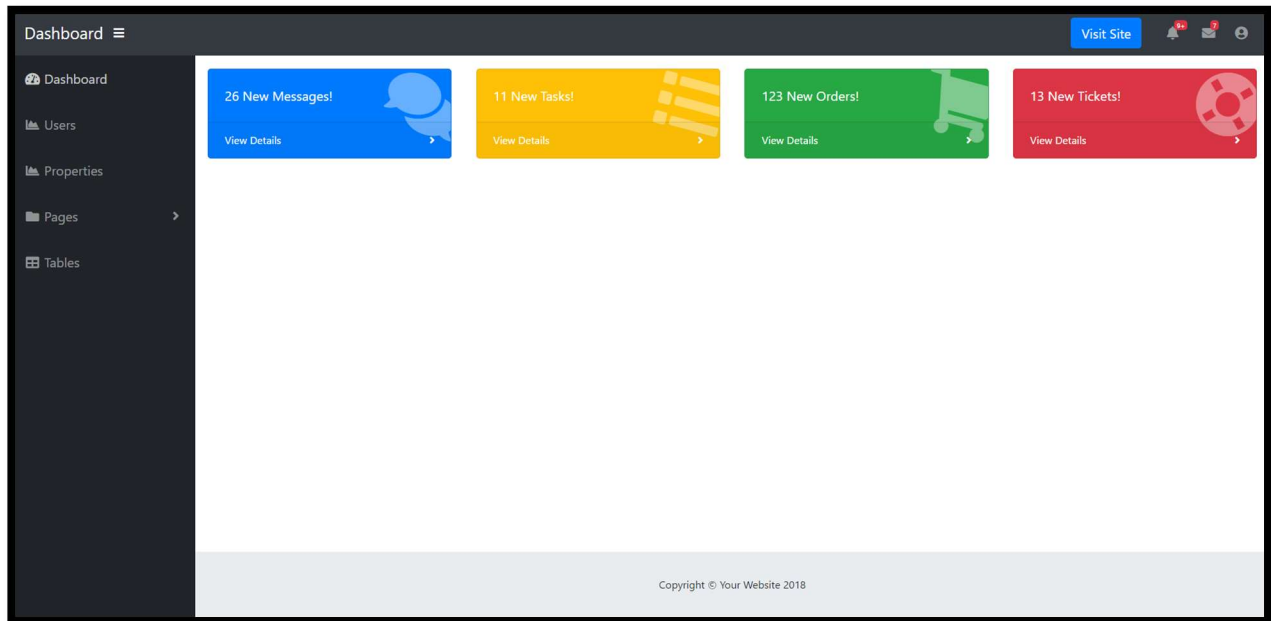 Dashboard
Visit Site
9+
7
Dashboard
Users
Properties
Pages
Tables
26 New Messages!
View Details
11 New Tasks!
View Details
123 New Orders!
View Details
13 New Tickets!
View Details
Copyright © Your Website 2018